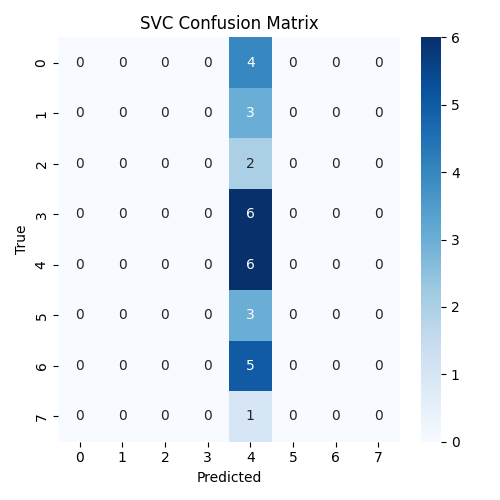 SVC Confusion Matrix
True
0 0 0 0 0 4 0 0 0
1 0 0 0 0 3 0 0 0
2 0 0 0 0 2 0 0 0
3 0 0 0 0 6 0 0 0
4 0 0 0 0 6 0 0 0
5 0 0 0 0 3 0 0 0
6 0 0 0 0 5 0 0 0
7 0 0 0 0 1 0 0 0
0 1 2 3 4 5 6 7
Predicted
6
5
4
3
2
1
0